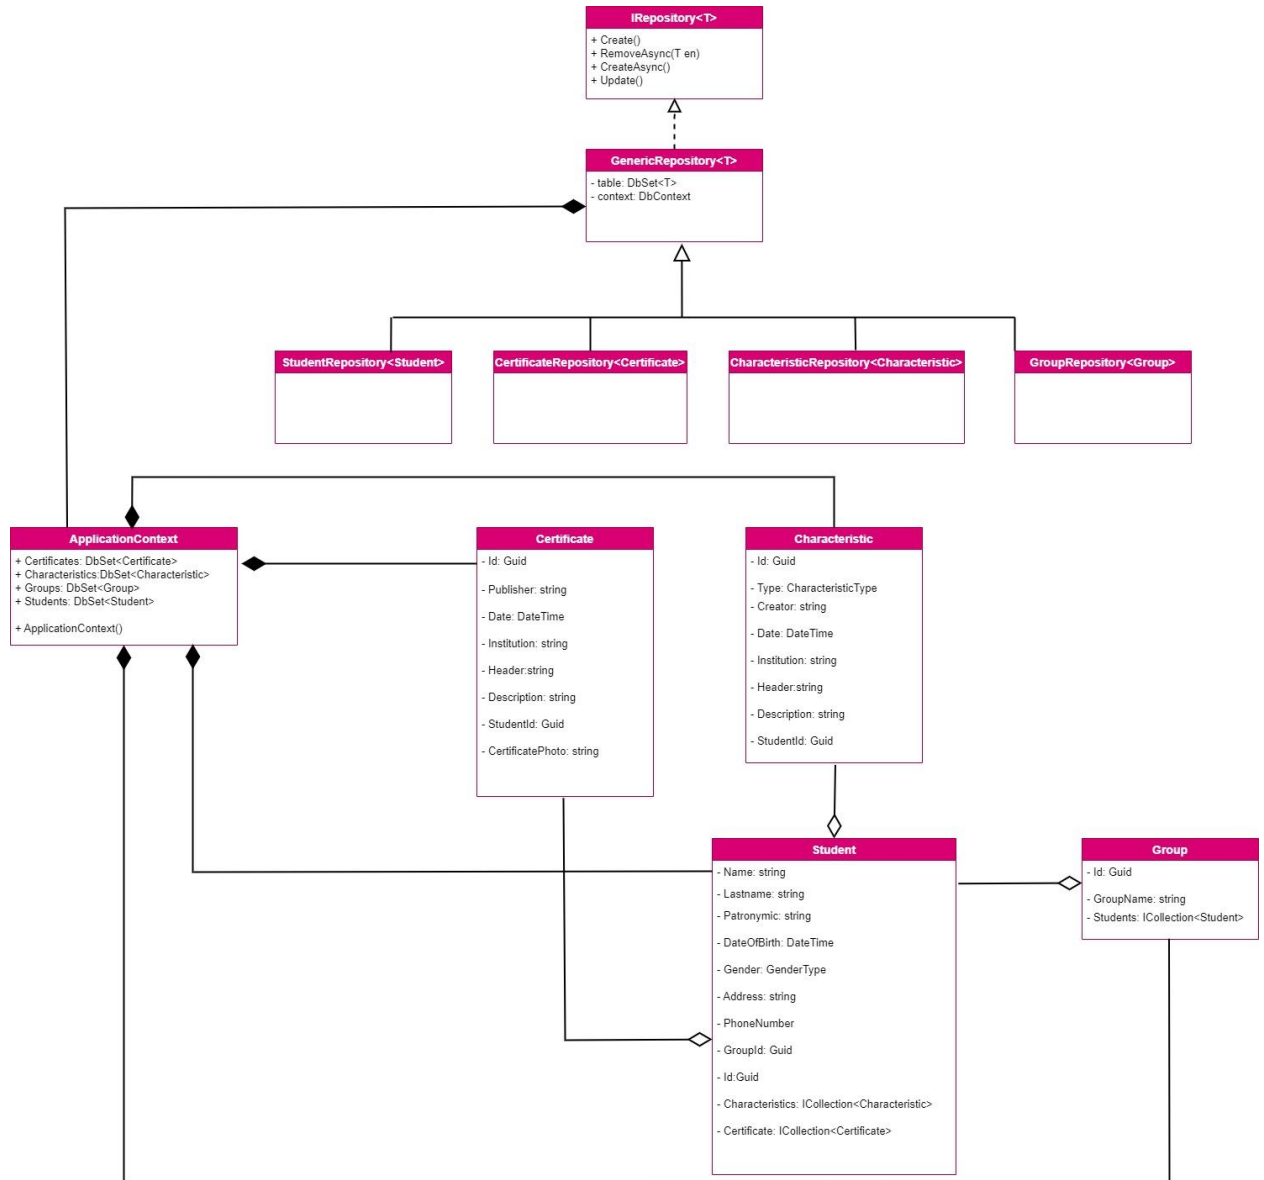 IRepository<T>
+ Create()
+ RemoveAsync(T en)
+ CreateAsync()
+ Update()
GenericRepository<T>
- table: DbSet<T>
- context: DbContext
StudentRepository<Student>
CertificateRepository<Certificate>
CharacteristicRepository<Characteristic>
GroupRepository<Group>
ApplicationContext
+ Certificates: DbSet<Certificate>
+ Characteristics:DbSet<Characteristic>
+ Groups: DbSet<Group>
+ Students: DbSet<Student>
+ ApplicationContext()
Certificate
- Id: Guid
- Publisher: string
- Date: DateTime
- Institution: string
- Header:string
- Description: string
- StudentId: Guid
- CertificatePhoto: string
Characteristic
- Id: Guid
- Type: CharacteristicType
- Creator: string
- Date: DateTime
- Institution: string
- Header:string
- Description: string
- StudentId: Guid
Student
- Name: string
- Lastname: string
- Patronymic: string
- DateOfBirth: DateTime
- Gender: GenderType
- Address: string
- PhoneNumber
- GroupId: Guid
- Id:Guid
- Characteristics: ICollection<Characteristic>
- Certificate: ICollection<Certificate>
Group
- Id: Guid
- GroupName: string
- Students: ICollection<Student>